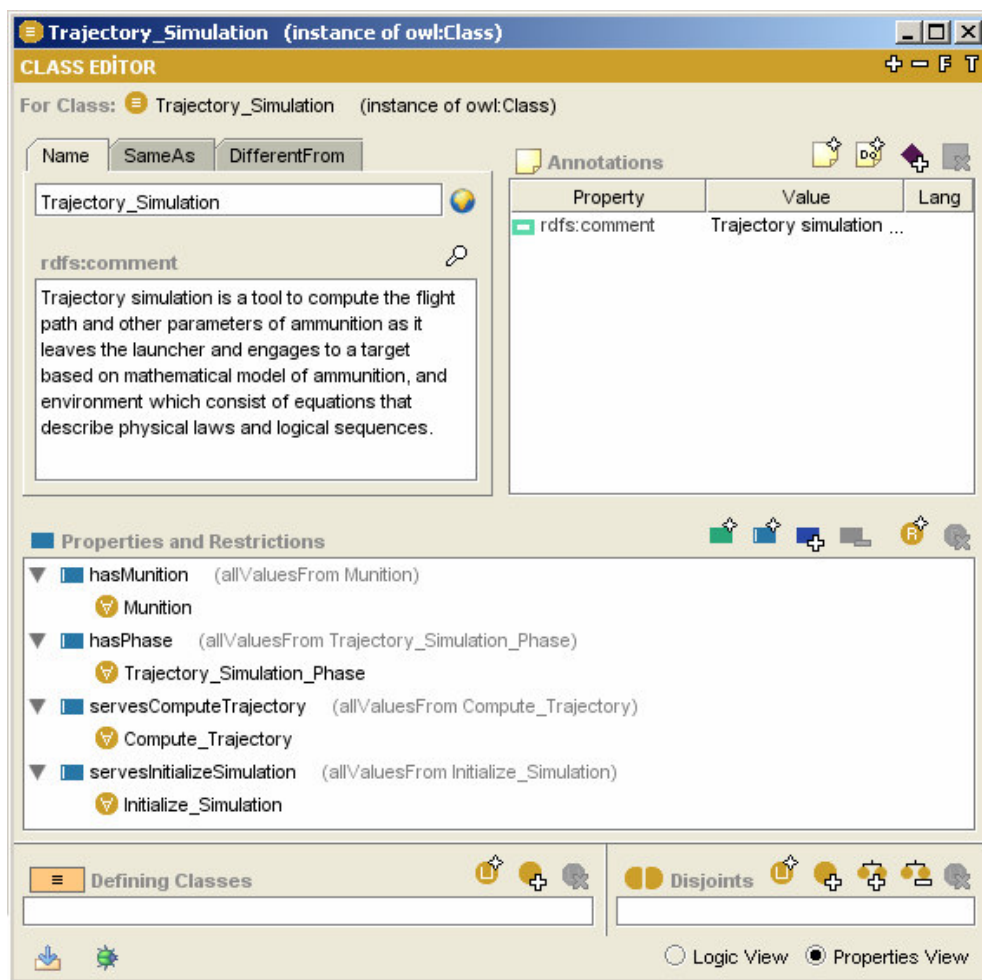 Trajectory_Simulation (instance of owl:Class)
CLASS EDİTOR
F T
For Class: Trajectory_Simulation (instance of owl:Class)
Name SameAs DifferentFrom
Trajectory_Simulation
rdfs:comment
Trajectory simulation is a tool to compute the flight
path and other parameters of ammunition as it
leaves the launcher and engages to a target
based on mathematical model of ammunition, and
environment which consist of equations that
describe physical laws and logical sequences.
Annotations
Property Value Lang
rdfs:comment Trajectory simulation ...
Properties and Restrictions
hasMunition (allValuesFrom Munition)
Munition
hasPhase (allValuesFrom Trajectory_Simulation_Phase)
Trajectory_Simulation_Phase
servesComputeTrajectory (allValuesFrom Compute_Trajectory)
Compute_Trajectory
servesInitializeSimulation (allValuesFrom Initialize_Simulation)
Initialize_Simulation
Defining Classes
Disjoints
Logic View Properties View